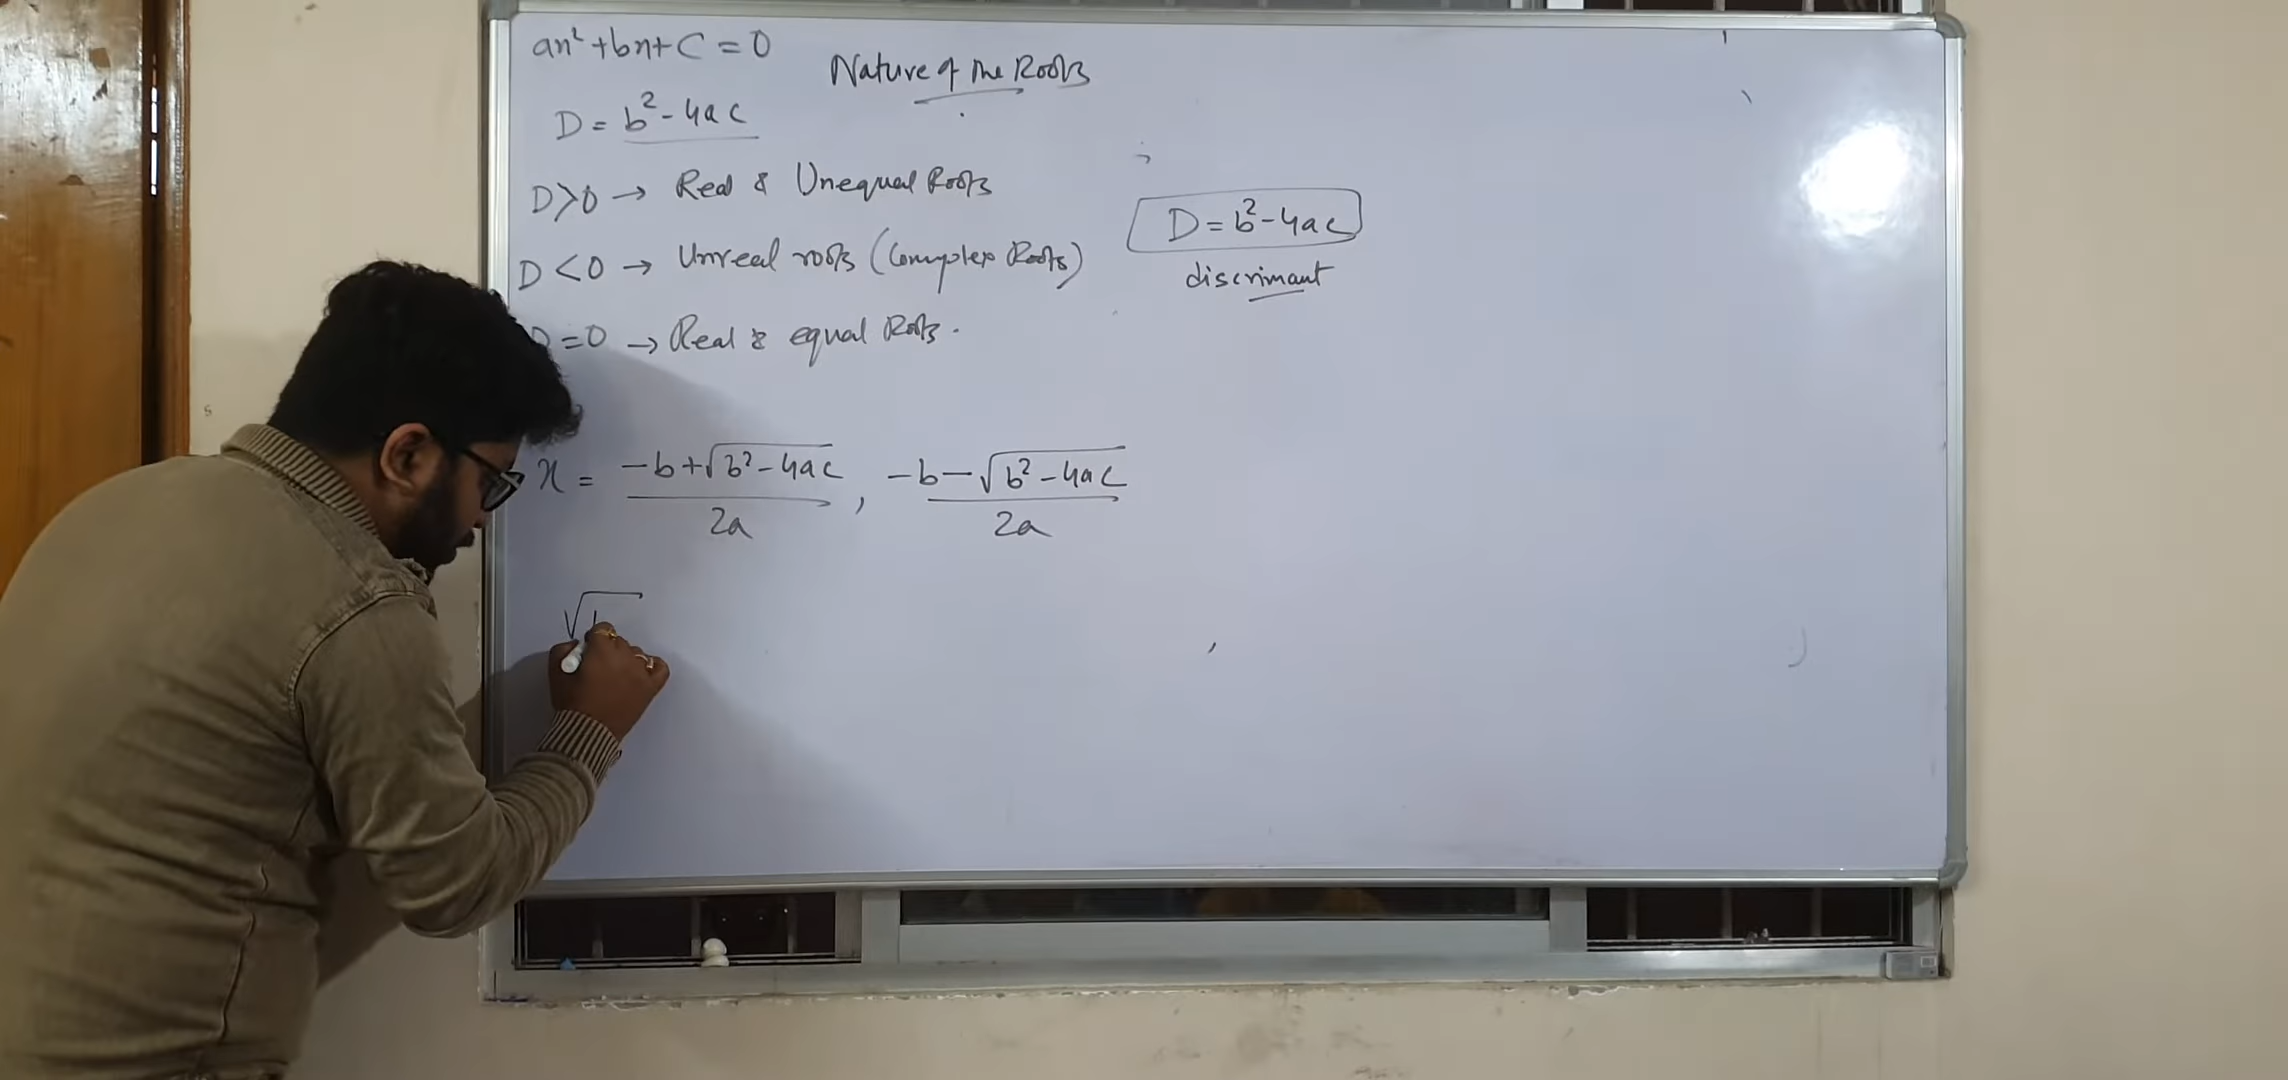 ax²+bx+c=0
Nature of the Roots
D = b²-4ac
D>0 → Real & Unequal Roots
D<0 → Unreal roots (Complex Roots)
D=0 → Real & equal Roots.
D=b²-4ac
discrimant
x = -b+√b²-4ac / 2a , -b-√b²-4ac / 2a
√